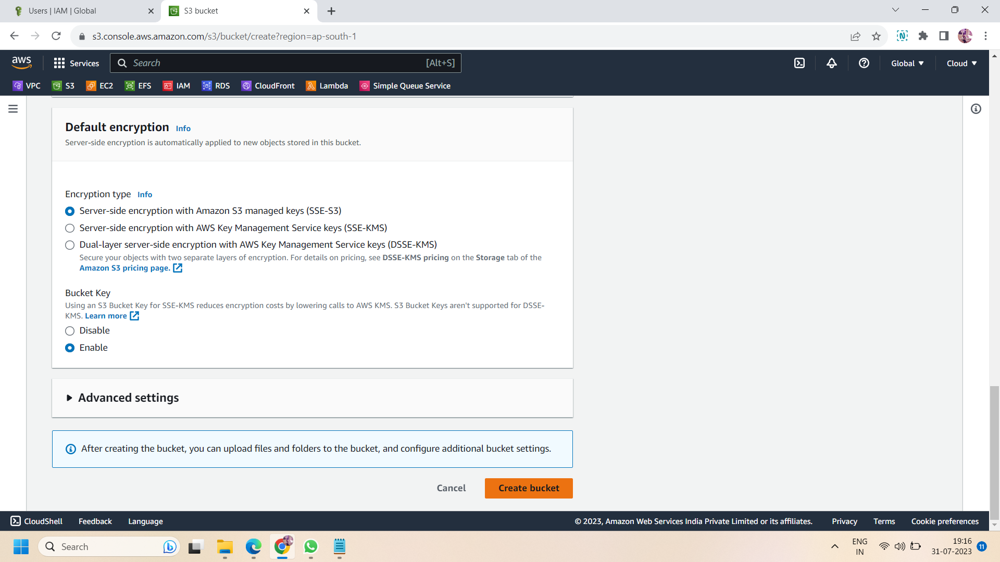 Users | IAM | Global
S3 bucket
s3.console.aws.amazon.com/s3/bucket/create?region=ap-south-1
aws
Services
Search
[Alt+S]
Global
Cloud
VPC
S3
EC2
EFS
IAM
RDS
CloudFront
Lambda
Simple Queue Service
Default encryption Info
Server-side encryption is automatically applied to new objects stored in this bucket.
Encryption type Info
Server-side encryption with Amazon S3 managed keys (SSE-S3)
Server-side encryption with AWS Key Management Service keys (SSE-KMS)
Dual-layer server-side encryption with AWS Key Management Service keys (DSSE-KMS)
Secure your objects with two separate layers of encryption. For details on pricing, see DSSE-KMS pricing on the Storage tab of the
Amazon S3 pricing page.
Bucket Key
Using an S3 Bucket Key for SSE-KMS reduces encryption costs by lowering calls to AWS KMS. S3 Bucket Keys aren't supported for DSSE-
KMS. Learn more
Disable
Enable
Advanced settings
After creating the bucket, you can upload files and folders to the bucket, and configure additional bucket settings.
Cancel
Create bucket
CloudShell
Feedback
Language
© 2023, Amazon Web Services India Private Limited or its affiliates.
Privacy
Terms
Cookie preferences
Search
ENG
IN
19:16
31-07-2023
11